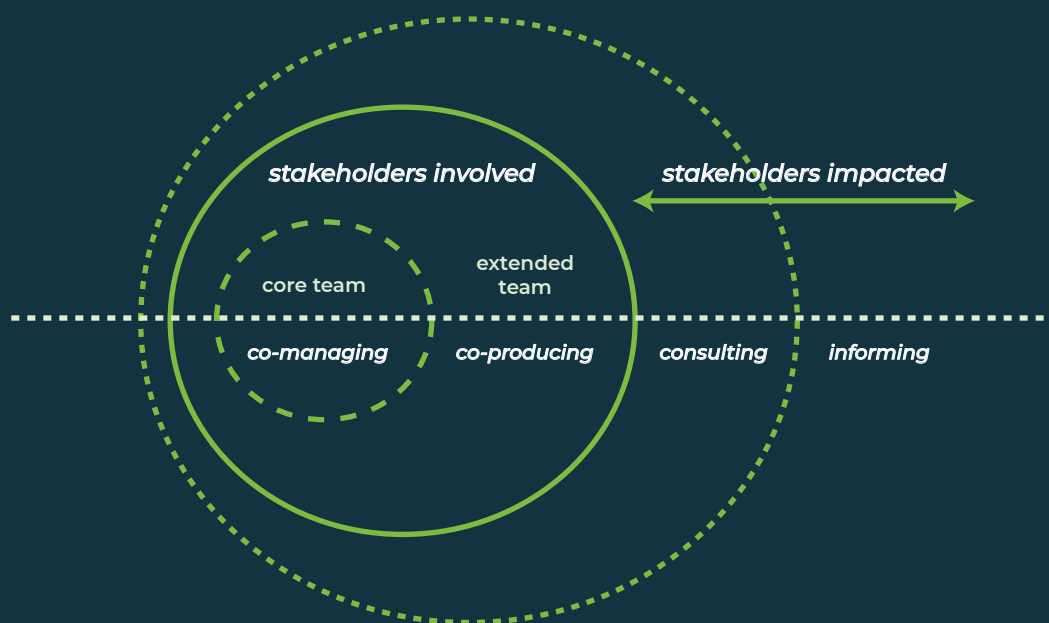 stakeholders involved
stakeholders impacted
core team
extended
team
co-managing
co-producing
consulting
informing